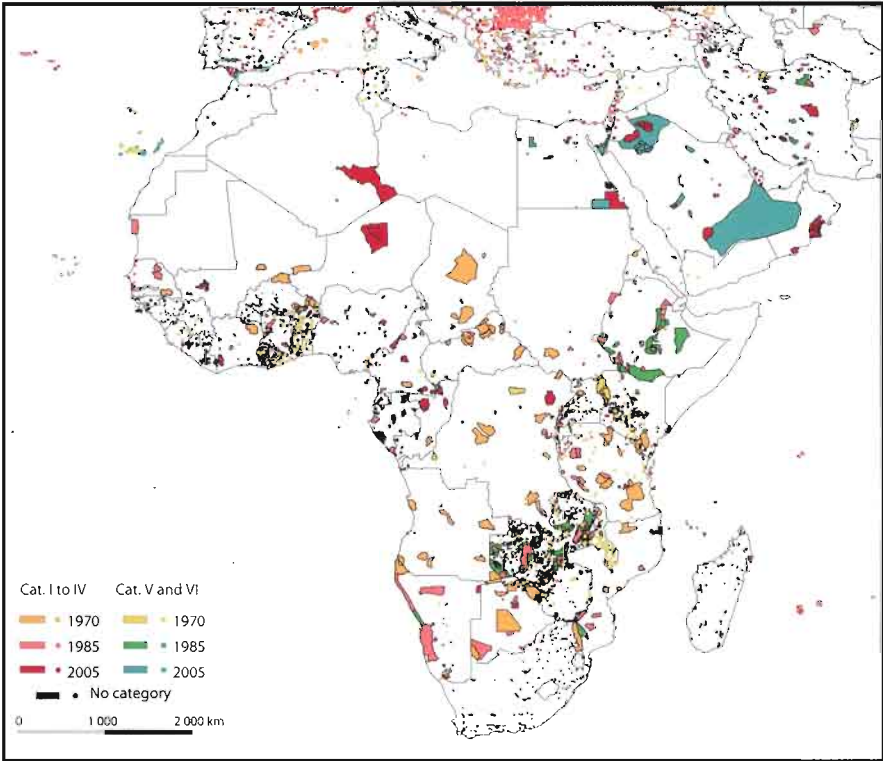 Cat. I to IV Cat. V and VI
1970 1970
1985 1985
2005 2005
No category
0 1 000 2 000 km